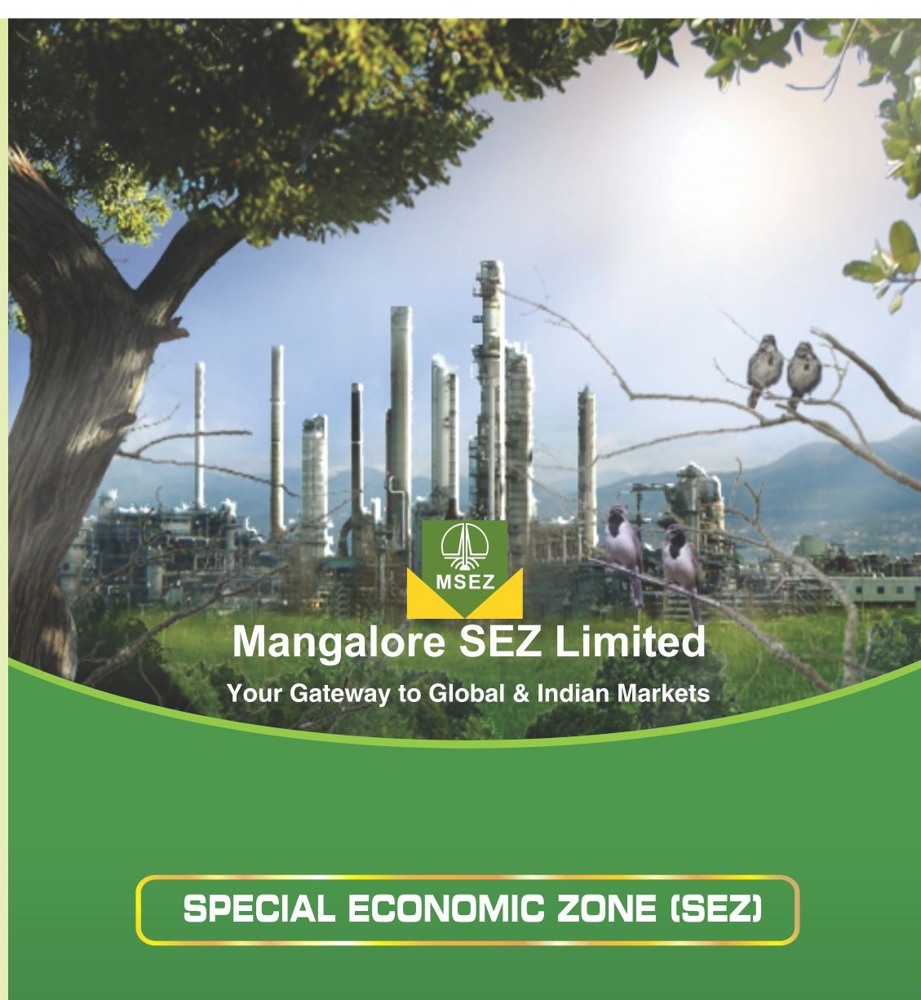 MSEZ
Mangalore SEZ Limited
Your Gateway to Global & Indian Markets
SPECIAL ECONOMIC ZONE (SEZ)